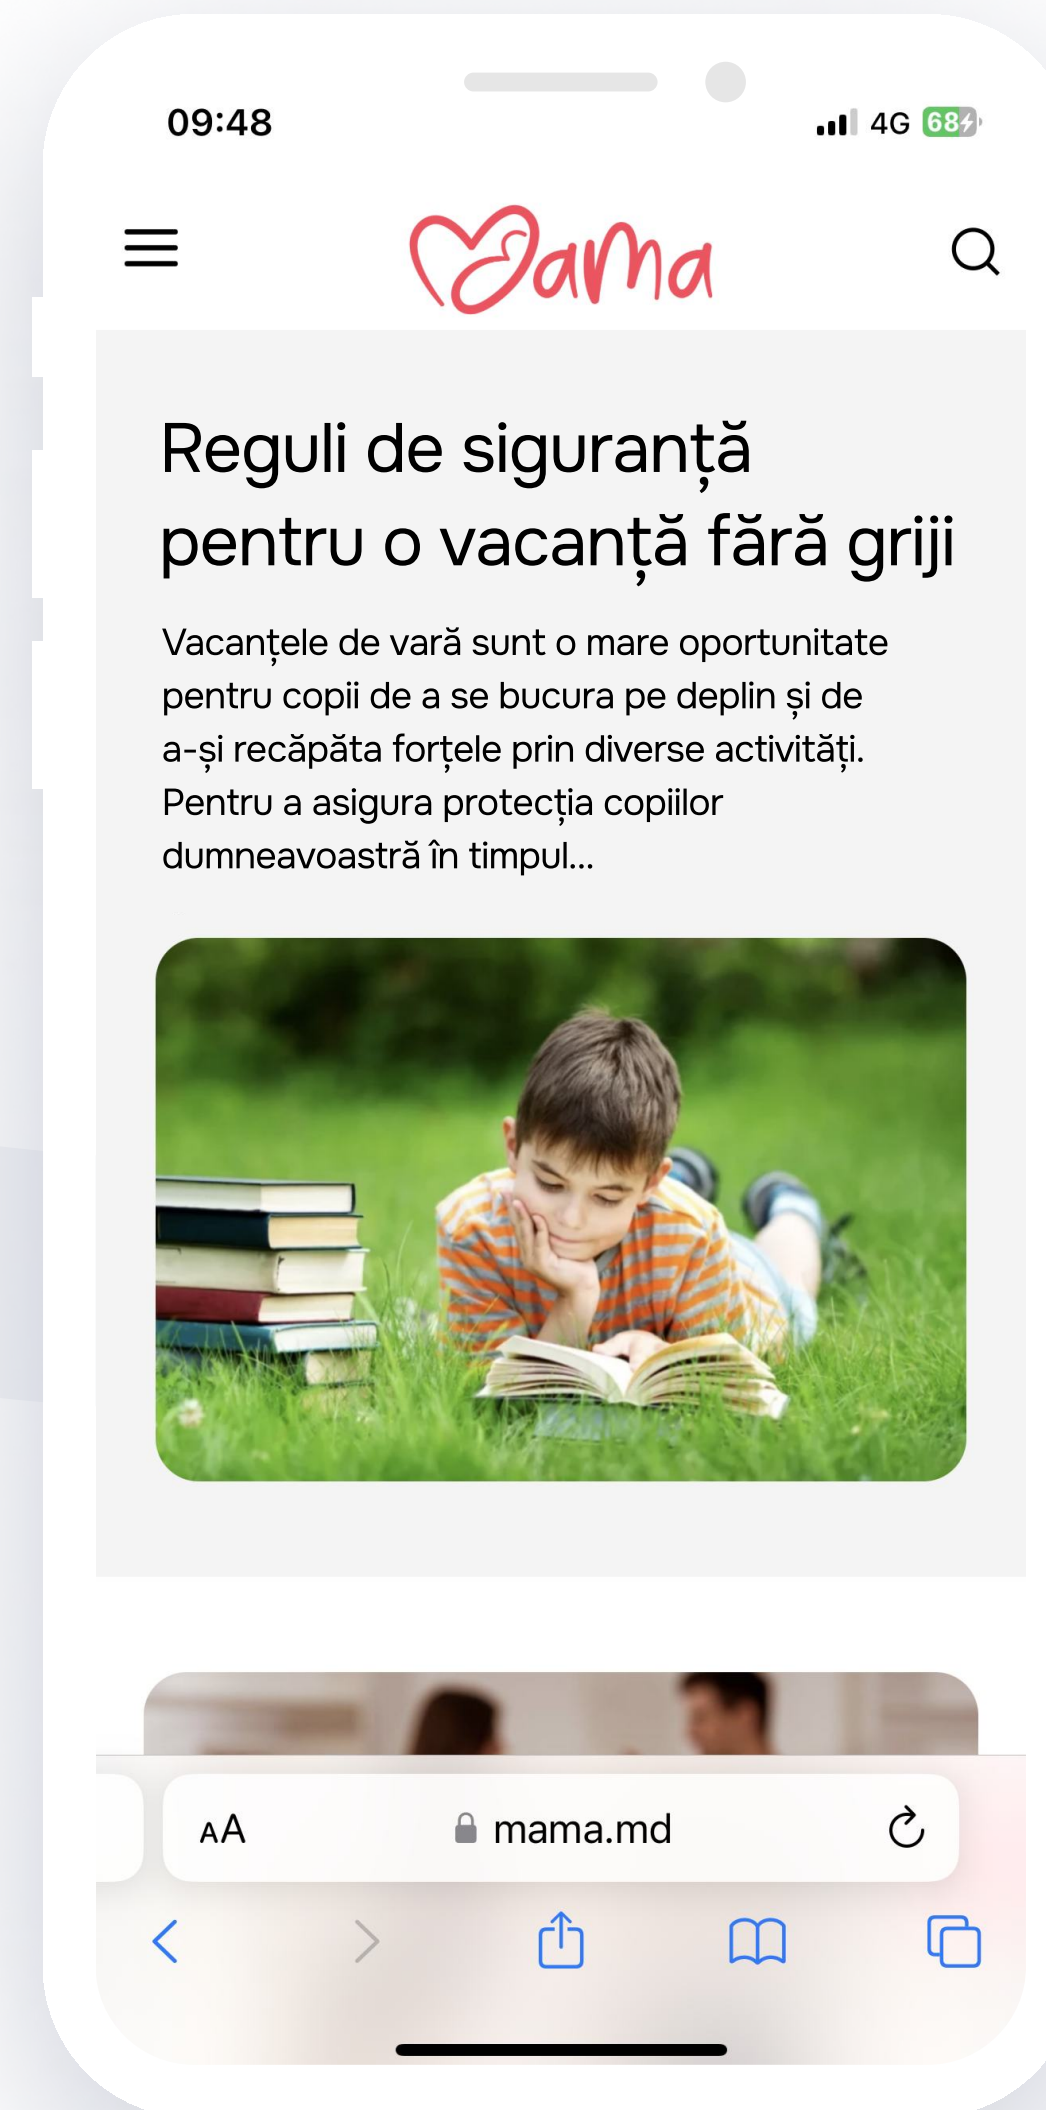 09:48
4G 68
Mama
Reguli de siguranță
pentru o vacanță fără griji
Vacanțele de vară sunt o mare oportunitate
pentru copii de a se bucura pe deplin și de
a-și recăpăta forțele prin diverse activități.
Pentru a asigura protecția copiilor
dumneavoastră în timpul...
AA mama.md